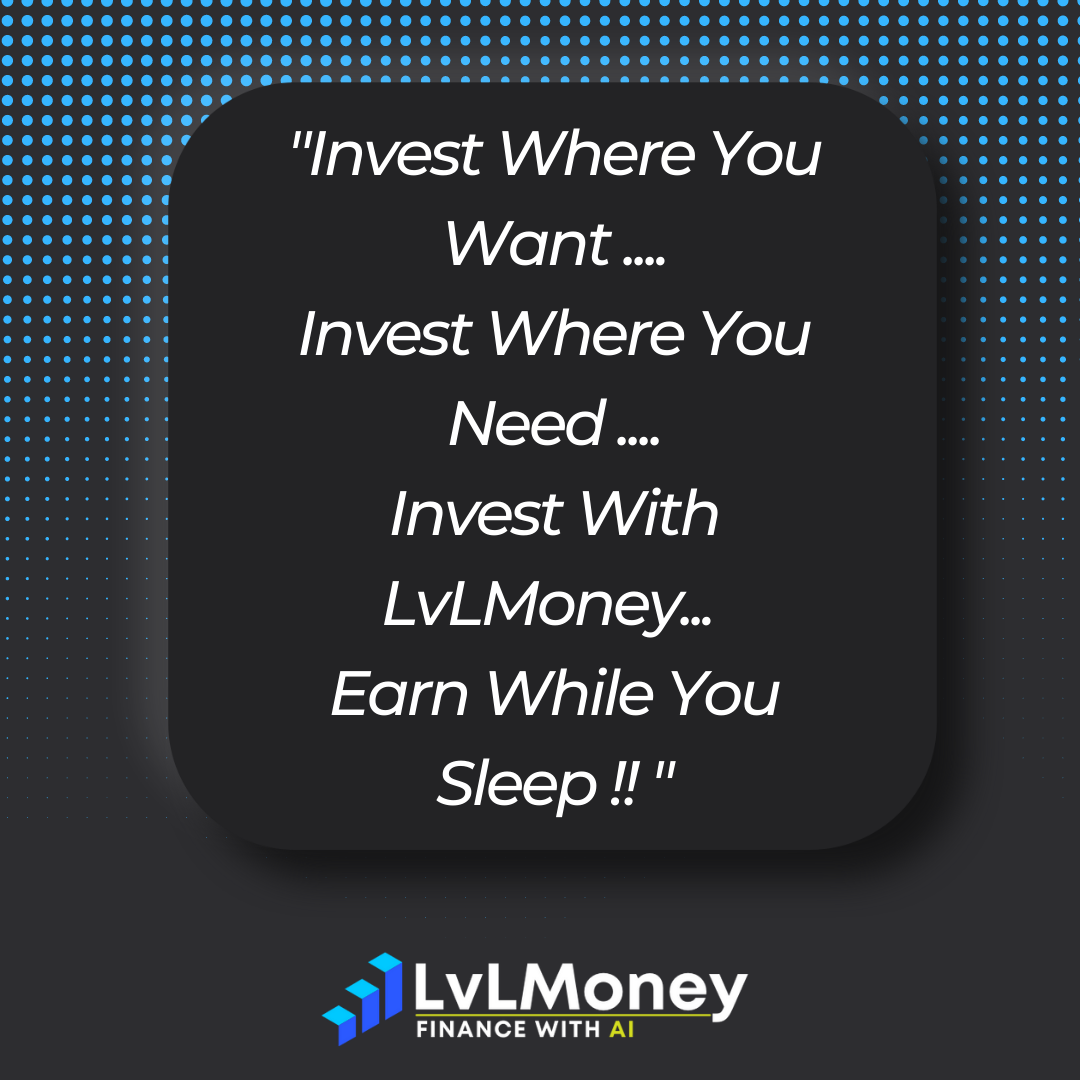 "Invest Where You
Want ....
Invest Where You
Need ....
Invest With
LvLMoney...
Earn While You
Sleep !! "
LvLMoney
FINANCE WITH AI